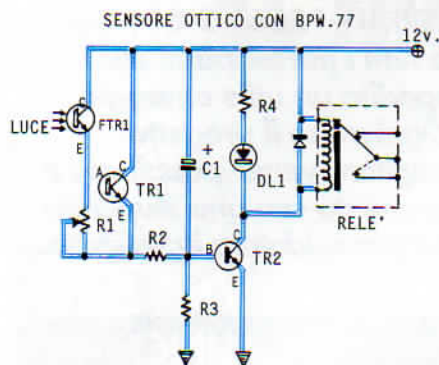 SENSORE OTTICO CON BPW.77
12v.
C
LUCE
FTR1
E
A
C
TR1
E
R1
R2
+
C1
R4
DL1
RELE'
B
C
TR2
E
R3